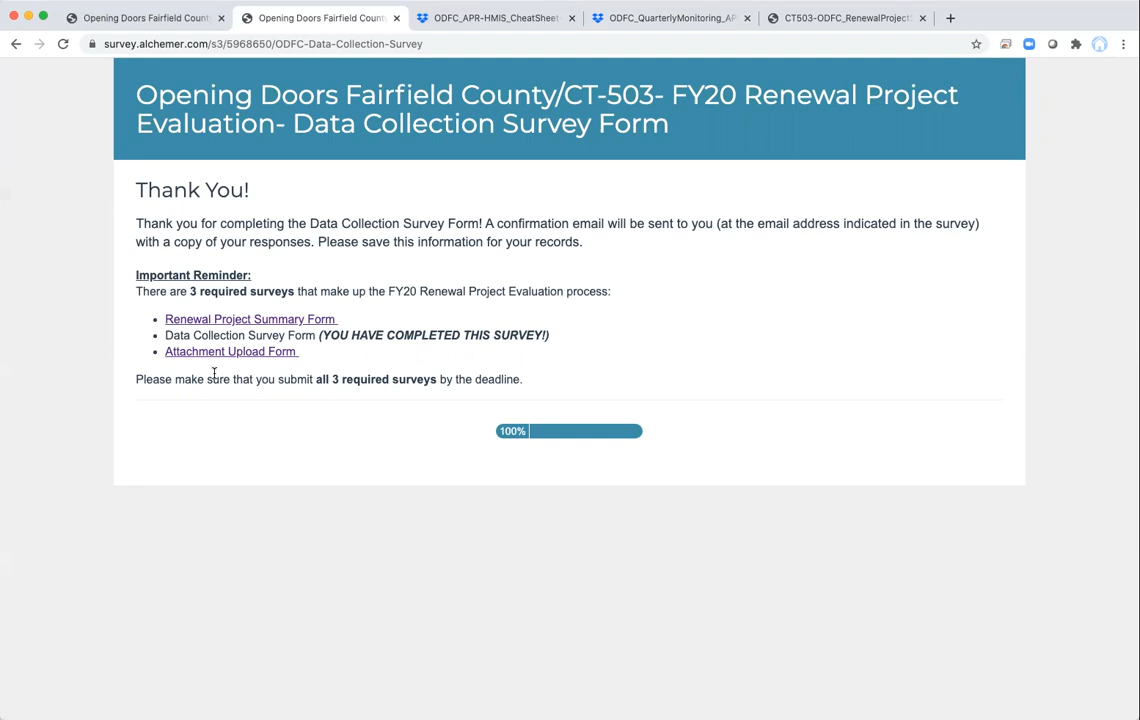 Opening Doors Fairfield Count
Opening Doors Fairfield Count
ODFC_APR-HMIS_CheatSheet-
ODFC_QuarterlyMonitoring_AP
CT503-ODFC_RenewalProjectS
survey.alchemer.com/s3/5968650/ODFC-Data-Collection-Survey
Opening Doors Fairfield County/CT-503- FY20 Renewal Project
Evaluation- Data Collection Survey Form
Thank You!
Thank you for completing the Data Collection Survey Form! A confirmation email will be sent to you (at the email address indicated in the survey)
with a copy of your responses. Please save this information for your records.
Important Reminder:
There are 3 required surveys that make up the FY20 Renewal Project Evaluation process:
• Renewal Project Summary Form
• Data Collection Survey Form (YOU HAVE COMPLETED THIS SURVEY!)
• Attachment Upload Form
Please make sure that you submit all 3 required surveys by the deadline.
100%